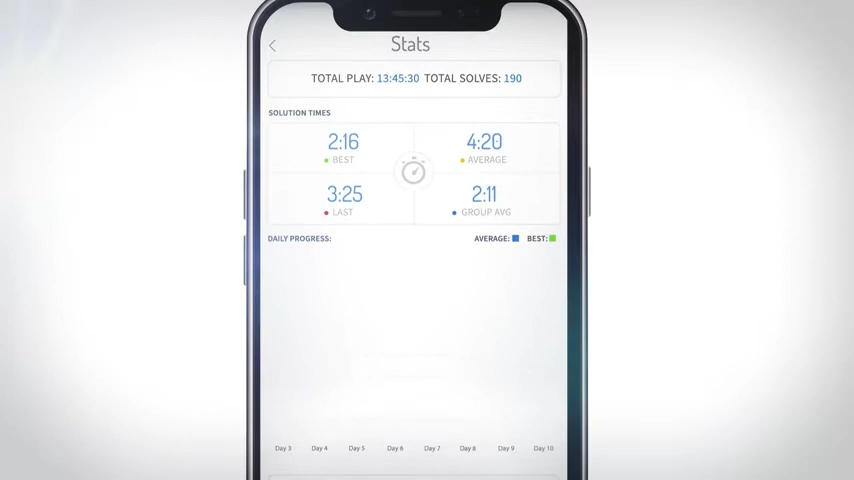 Stats
TOTAL PLAY: 13:45:30 TOTAL SOLVES: 190
SOLUTION TIMES
2:16
BEST
4:20
AVERAGE
3:25
LAST
2:11
GROUP AVG
DAILY PROGRESS:
AVERAGE: BEST:
Day 3 Day 4 Day 5 Day 6 Day 7 Day 8 Day 9 Day 10